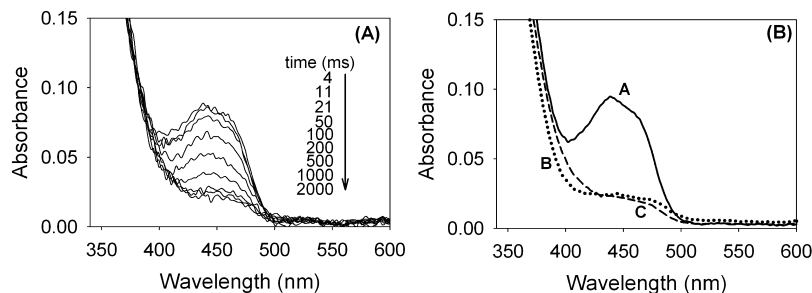 (A)
Absorbance
0.15
0.10
0.05
0.00
350 400 450 500 550 600
Wavelength (nm)
time (ms)
4
11
21
50
100
200
500
1000
2000
(B)
Absorbance
0.15
0.10
0.05
0.00
350 400 450 500 550 600
Wavelength (nm)
A
B
C